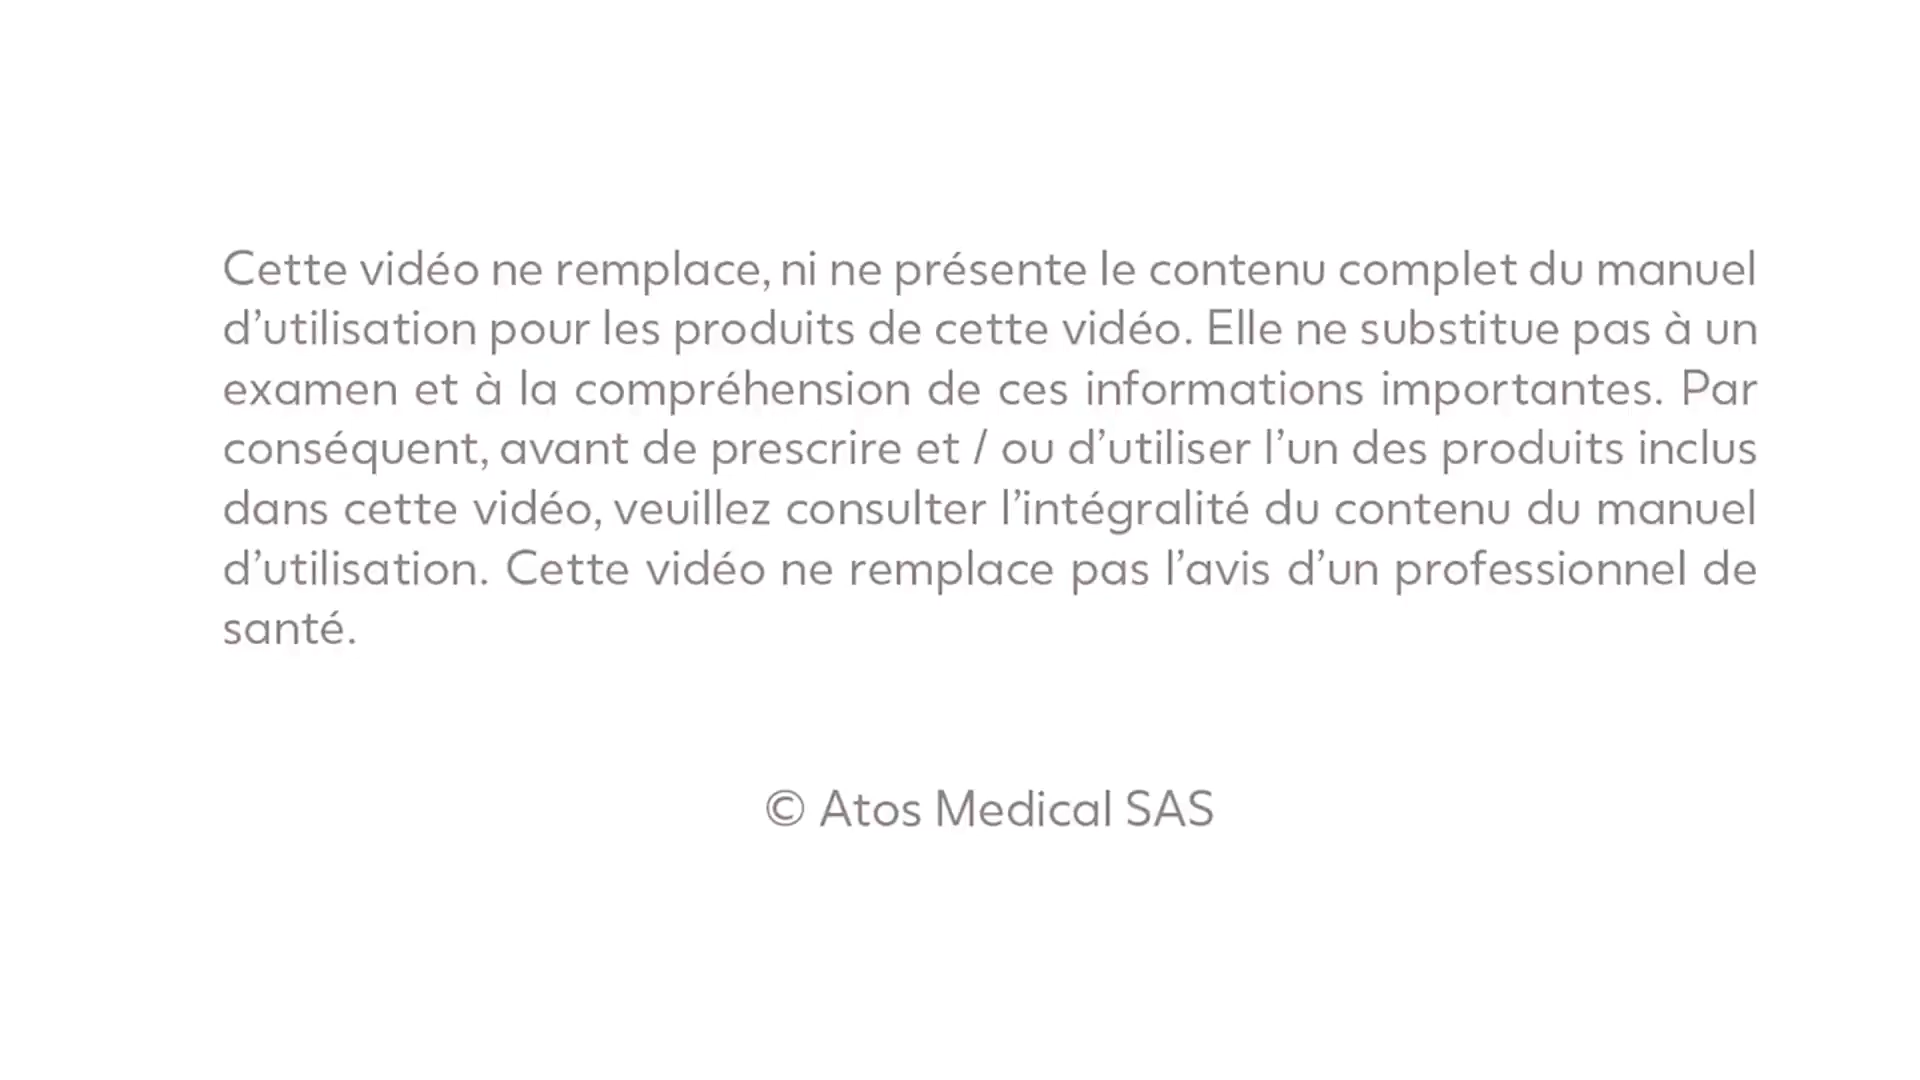 Cette vidéo ne remplace, ni ne présente le contenu complet du manuel
d’utilisation pour les produits de cette vidéo. Elle ne substitue pas à un
examen et à la compréhension de ces informations importantes. Par
conséquent, avant de prescrire et / ou d’utiliser l’un des produits inclus
dans cette vidéo, veuillez consulter l’intégralité du contenu du manuel
d’utilisation. Cette vidéo ne remplace pas l’avis d’un professionnel de
santé.
© Atos Medical SAS